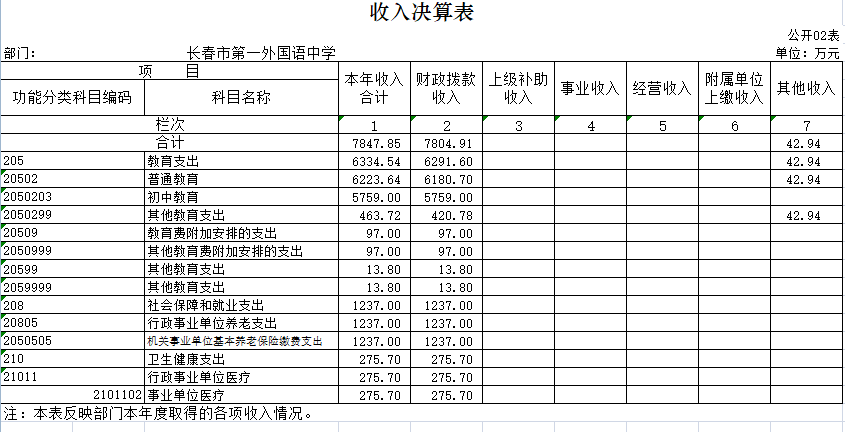 收入决算表
公开02表
部门: 长春市第一外国语中学 单位: 万元
项 目 本年收入合计 财政拨款收入 上级补助收入 事业收入 经营收入 附属单位上缴收入 其他收入
功能分类科目编码 科目名称
栏次 1 2 3 4 5 6 7
合计 7847.85 7804.91 42.94
205 教育支出 6334.54 6291.60 42.94
20502 普通教育 6223.64 6180.70 42.94
2050203 初中教育 5759.00 5759.00
2050299 其他教育支出 463.72 420.78 42.94
20509 教育费附加安排的支出 97.00 97.00
2050999 其他教育费附加安排的支出 97.00 97.00
20599 其他教育支出 13.80 13.80
2059999 其他教育支出 13.80 13.80
208 社会保障和就业支出 1237.00 1237.00
20805 行政事业单位养老支出 1237.00 1237.00
2050505 机关事业单位基本养老保险缴费支出 1237.00 1237.00
210 卫生健康支出 275.70 275.70
21011 行政事业单位医疗 275.70 275.70
2101102 事业单位医疗 275.70 275.70
注: 本表反映部门本年度取得的各项收入情况。